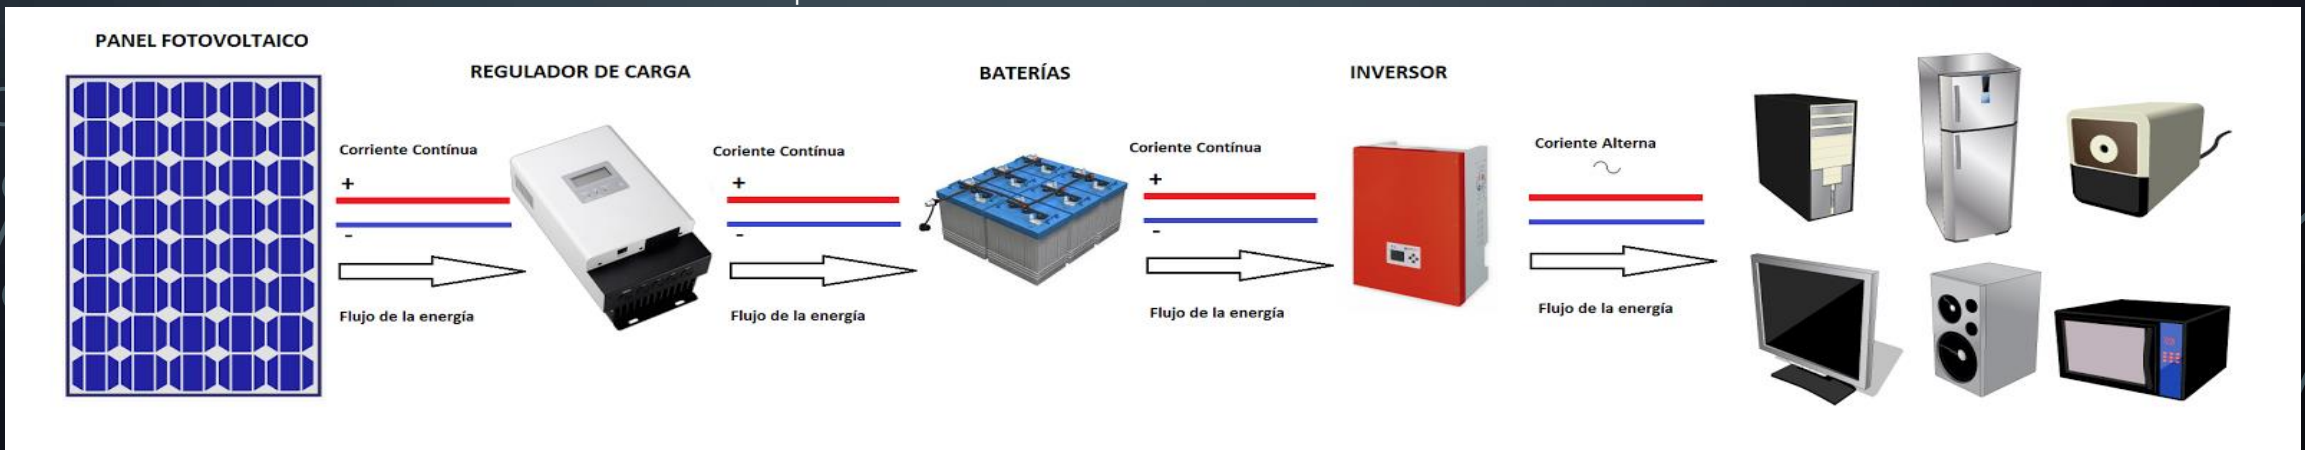 PANEL FOTOVOLTAICO
REGULADOR DE CARGA
BATERÍAS
INVERSOR
Corriente Contínua
+
-
Flujo de la energía
Coriente Contínua
+
-
Flujo de la energía
Coriente Contínua
+
-
Flujo de la energía
Coriente Alterna
~
Flujo de la energía